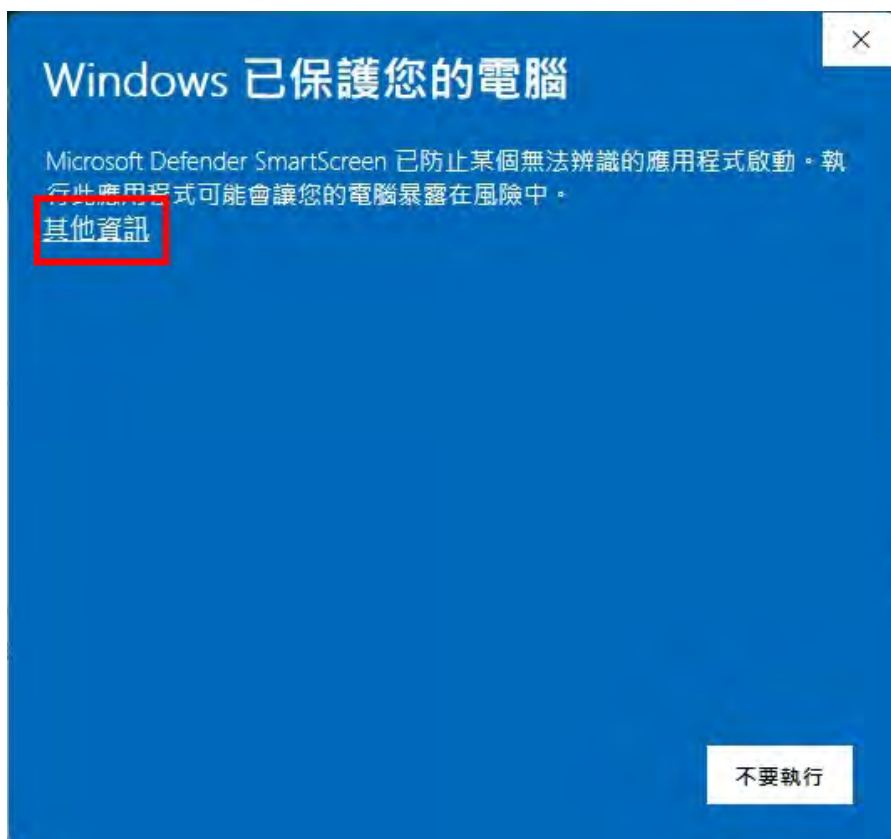 Windows 已保護您的電腦
Microsoft Defender SmartScreen 已防止某個無法辨識的應用程式啟動。執
行此應用程式可能會讓您的電腦暴露在風險中。
其他資訊
不要執行